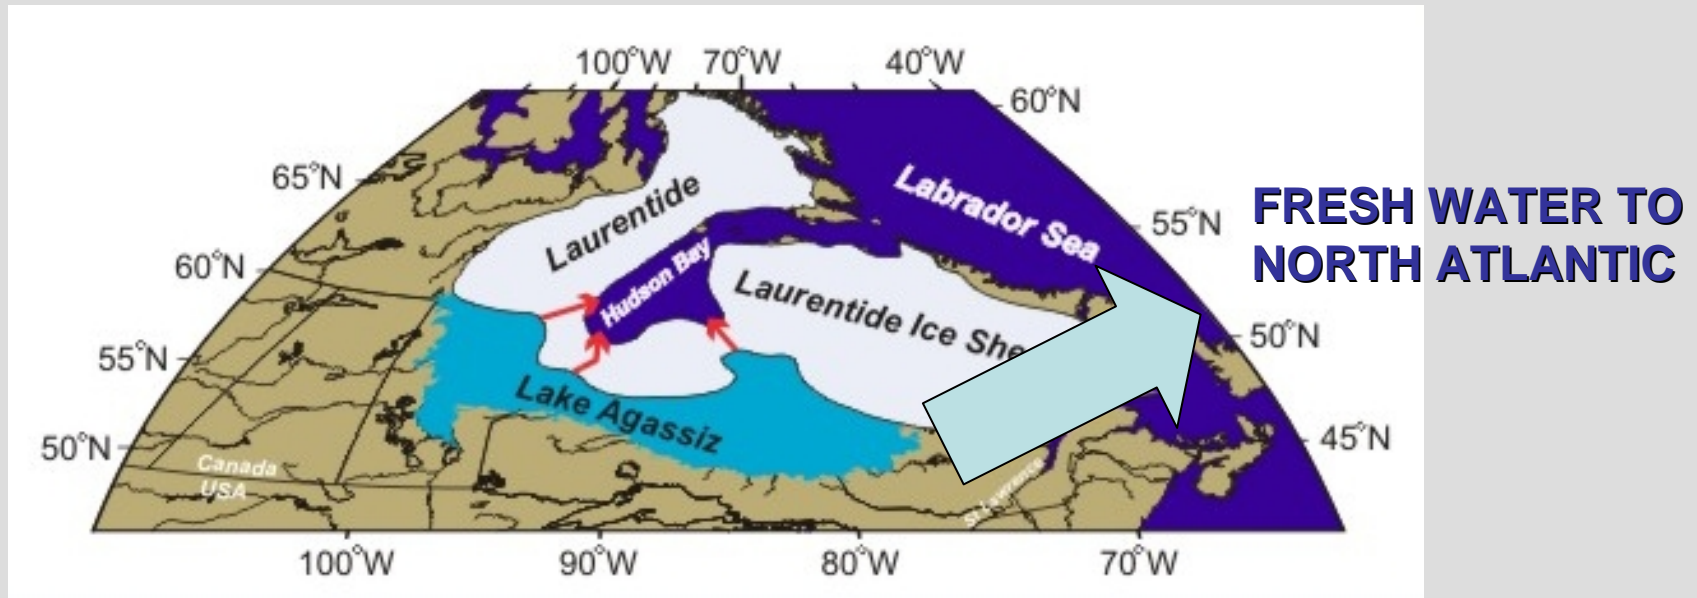 100°W 70°W 40°W
60°N
65°N
Labrador Sea
Laurentide
55°N
FRESH WATER TO
NORTH ATLANTIC
60°N
Hudson Bay
Laurentide Ice She
50°N
55°N
Lake Agassiz
50°N
45°N
Canada
USA
St Lawrence
100°W 90°W 80°W 70°W